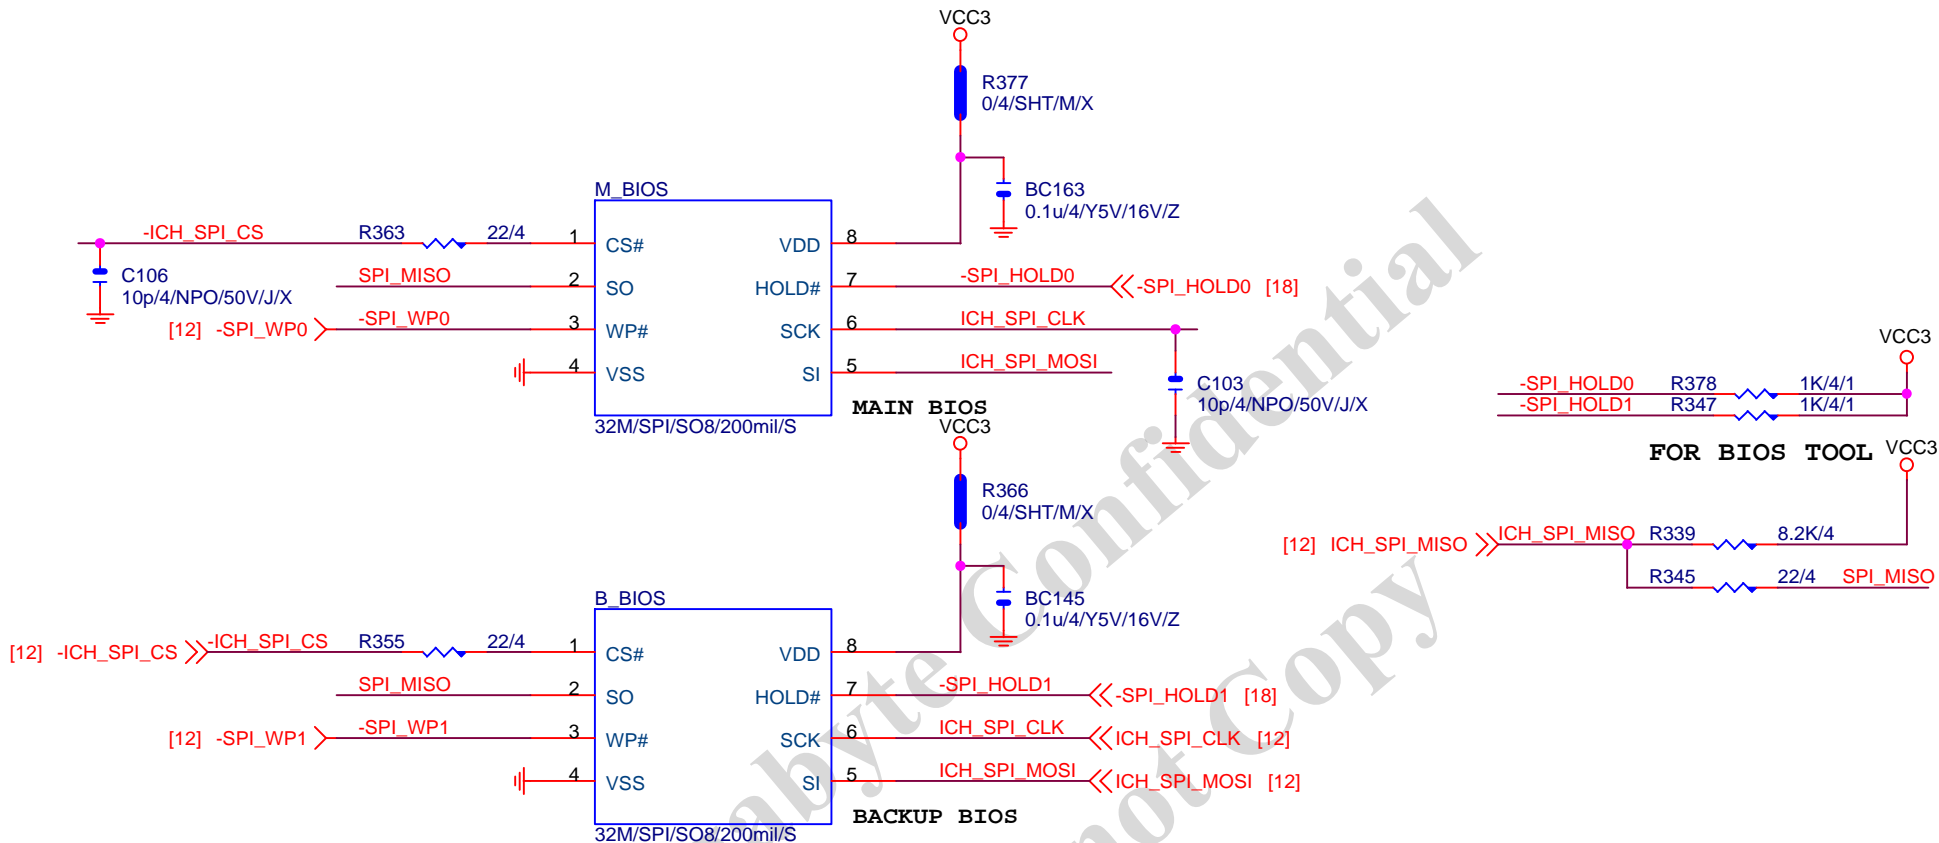 VCC3
R377
0/4/SHT/M/X
M_BIOS
BC163
0.1u/4/Y5V/16V/Z
-ICH_SPI_CS R363 22/4 1 CS# VDD 8
C106
10p/4/NPO/50V/J/X
SPI_MISO 2 SO HOLD# 7 -SPI_HOLD0 -SPI_HOLD0 [18]
[12] -SPI_WP0 -SPI_WP0 3 WP# SCK 6 ICH_SPI_CLK
4 VSS SI 5 ICH_SPI_MOSI
C103
10p/4/NPO/50V/J/X
MAIN BIOS
32M/SPI/SO8/200mil/S
VCC3
-SPI_HOLD0 R378 1K/4/1
-SPI_HOLD1 R347 1K/4/1
FOR BIOS TOOL
VCC3
[12] ICH_SPI_MISO ICH_SPI_MISO R339 8.2K/4
R345 22/4 SPI_MISO
VCC3
R366
0/4/SHT/M/X
B_BIOS
BC145
0.1u/4/Y5V/16V/Z
[12] -ICH_SPI_CS -ICH_SPI_CS R355 22/4 1 CS# VDD 8
SPI_MISO 2 SO HOLD# 7 -SPI_HOLD1 -SPI_HOLD1 [18]
[12] -SPI_WP1 -SPI_WP1 3 WP# SCK 6 ICH_SPI_CLK ICH_SPI_CLK [12]
4 VSS SI 5 ICH_SPI_MOSI ICH_SPI_MOSI [12]
BACKUP BIOS
32M/SPI/SO8/200mil/S
Confidential
not Copy